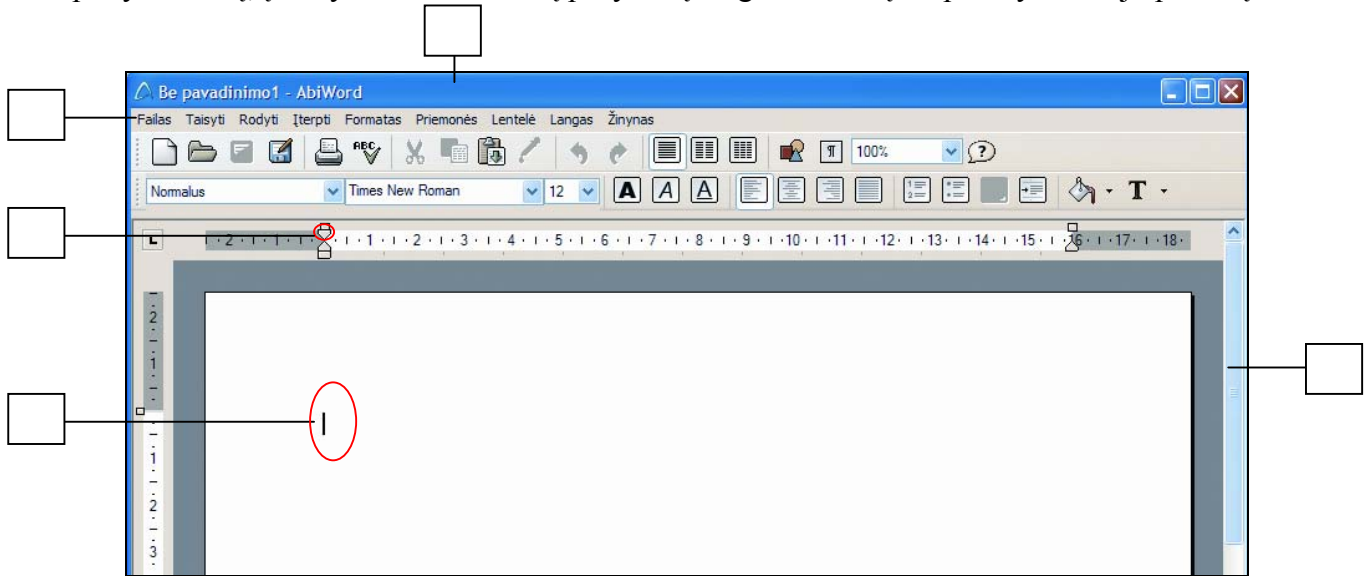 Be pavadinimo1 - AbiWord
Failas Taisyti Rodyti Įterpti Formatas Priemonės Lentelė Langas Žinynas
ABC ¶ 100% ?
Normalus Times New Roman 12 A A A T
L 2 1 1 2 3 4 5 6 7 8 9 10 11 12 13 14 15 16 17 18
2
1
1
2
3